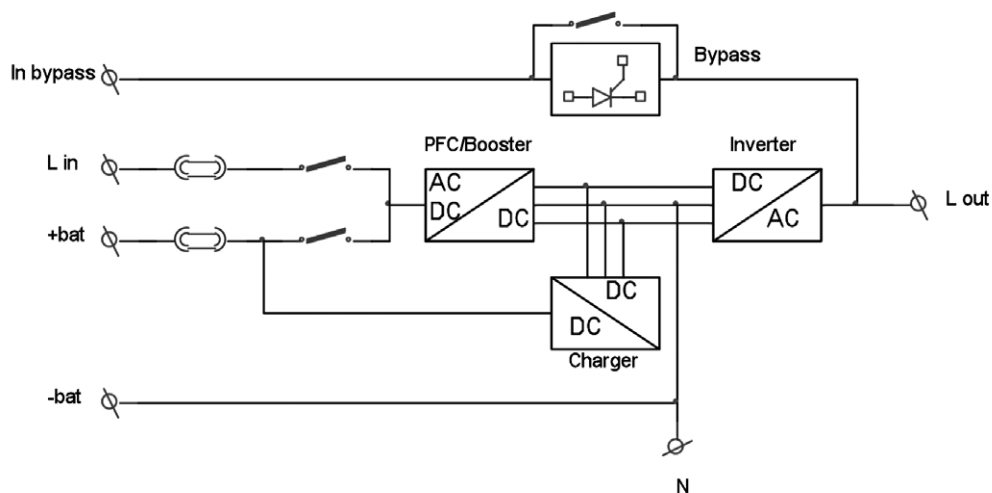 In bypass
Bypass
L in
PFC/Booster
Inverter
AC
DC
DC
DC
AC
L out
+bat
DC
DC
Charger
-bat
N